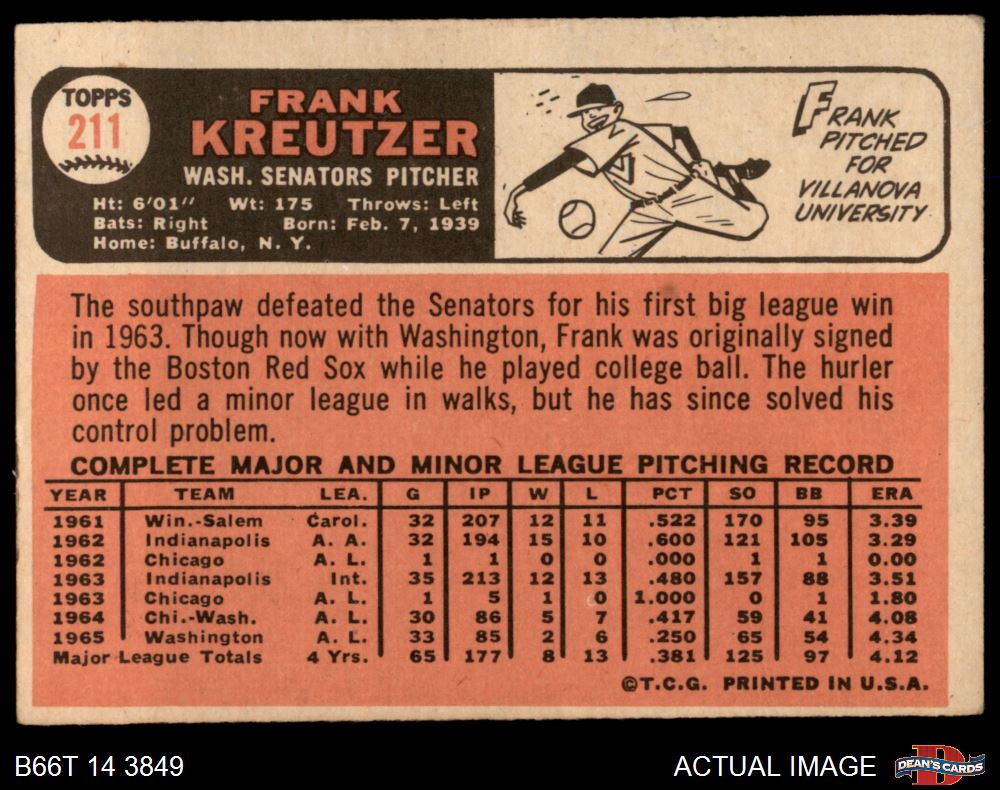 TOPPS
211
FRANK
KREUTZER
WASH. SENATORS PITCHER
Ht: 6'01" Wt: 175 Throws: Left
Bats: Right Born: Feb. 7, 1939
Home: Buffalo, N. Y.
FRANK
PITCHED
FOR
VILLANOVA
UNIVERSITY
The southpaw defeated the Senators for his first big league win
in 1963. Though now with Washington, Frank was originally signed
by the Boston Red Sox while he played college ball. The hurler
once led a minor league in walks, but he has since solved his
control problem.
COMPLETE MAJOR AND MINOR LEAGUE PITCHING RECORD
YEAR TEAM LEA. G IP W L PCT SO BB ERA
1961 Win.-Salem Carol. 32 207 12 11 .522 170 95 3.39
1962 Indianapolis A. A. 32 194 15 10 .600 121 105 3.29
1962 Chicago A. L. 1 1 0 0 .000 1 1 0.00
1963 Indianapolis Int. 35 213 12 13 .480 157 88 3.51
1963 Chicago A. L. 1 5 1 0 1.000 0 1 1.80
1964 Chi.-Wash. A. L. 30 86 5 7 .417 59 41 4.08
1965 Washington A. L. 33 85 2 6 .250 65 54 4.34
Major League Totals 4 Yrs. 65 177 8 13 .381 125 97 4.12
©T.C.G. PRINTED IN U.S.A.
B66T 14 3849
ACTUAL IMAGE
D
DEAN'S CARDS